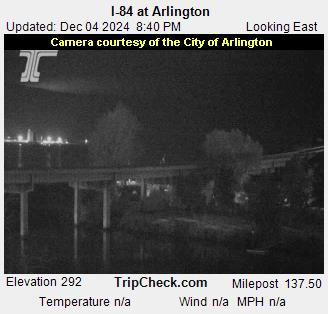 I-84 at Arlington
Updated: Dec 04 2024 8:40 PM Looking East
Camera courtesy of the City of Arlington
Elevation 292 TripCheck.com Milepost 137.50
Temperature n/a Wind n/a MPH n/a